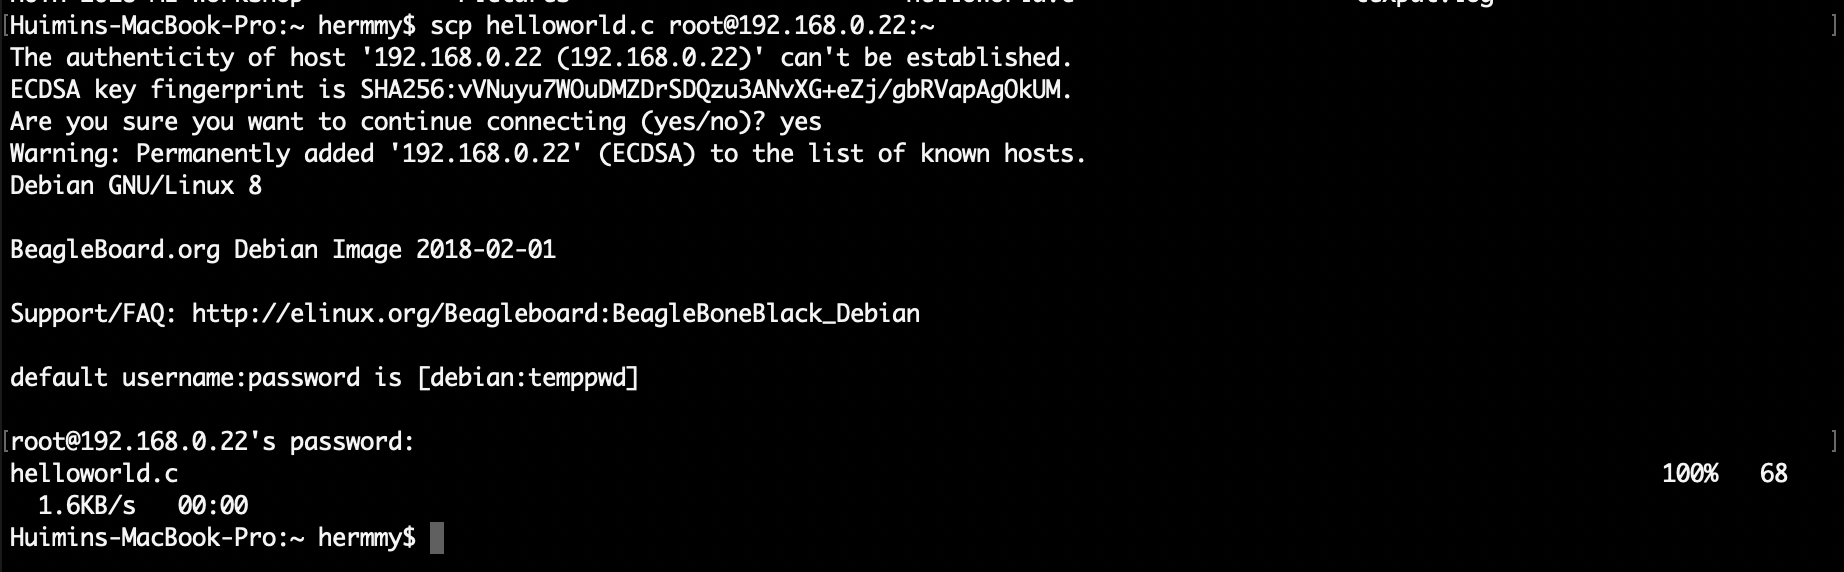 Huimins-MacBook-Pro:~ hermmy$ scp helloworld.c root@192.168.0.22:~
The authenticity of host '192.168.0.22 (192.168.0.22)' can't be established.
ECDSA key fingerprint is SHA256:vVNuyu7WOuDMZDrSDQzu3ANvXG+eZj/gbRVapAgOkUM.
Are you sure you want to continue connecting (yes/no)? yes
Warning: Permanently added '192.168.0.22' (ECDSA) to the list of known hosts.
Debian GNU/Linux 8
BeagleBoard.org Debian Image 2018-02-01
Support/FAQ: http://elinux.org/Beagleboard:BeagleBoneBlack_Debian
default username:password is [debian:temppwd]
root@192.168.0.22's password:
helloworld.c 100% 68
1.6KB/s 00:00
Huimins-MacBook-Pro:~ hermmy$